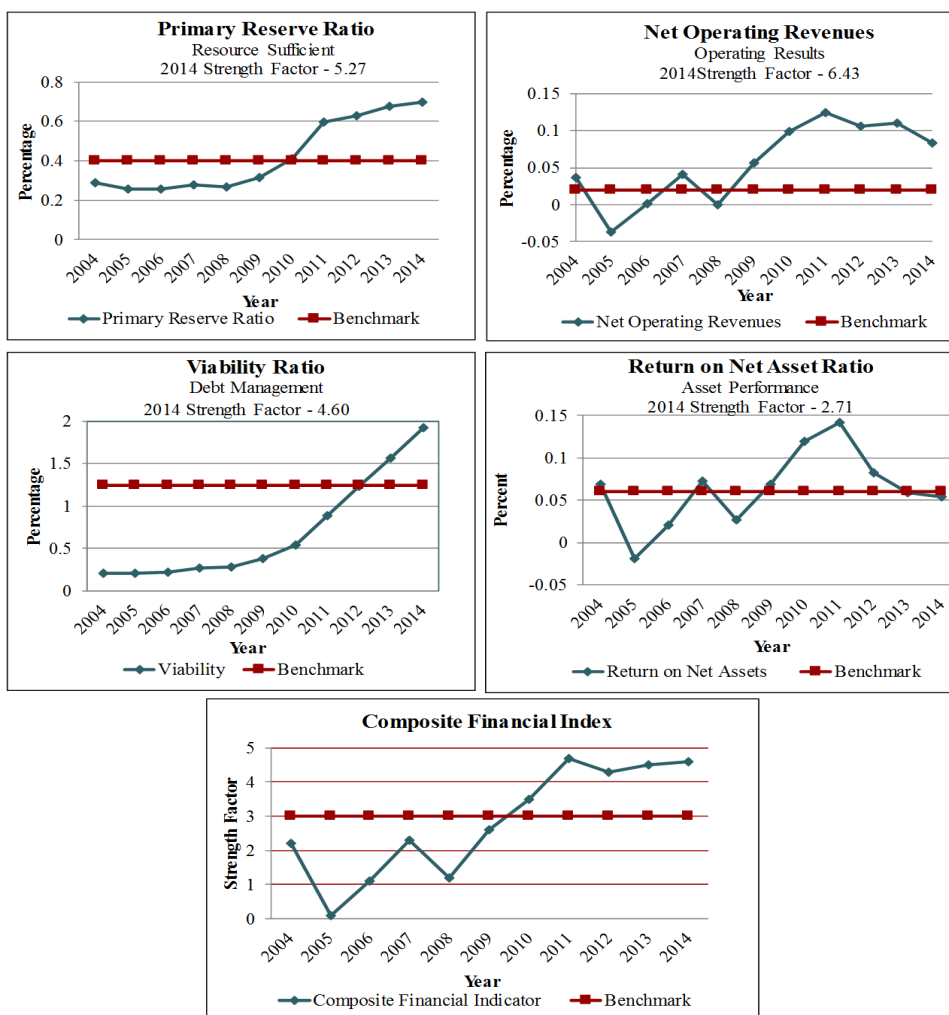 Primary Reserve Ratio
Resource Sufficient
2014 Strength Factor - 5.27
0.8
0.6
0.4
0.2
0
Percentage
2004 2005 2006 2007 2008 2009 2010 2011 2012 2013 2014
Year
Primary Reserve Ratio Benchmark
Net Operating Revenues
Operating Results
2014Strength Factor - 6.43
0.15
0.1
0.05
0
-0.05
Percentage
2004 2005 2006 2007 2008 2009 2010 2011 2012 2013 2014
Year
Net Operating Revenues Benchmark
Viability Ratio
Debt Management
2014 Strength Factor - 4.60
2
1.5
1
0.5
0
Percentage
2004 2005 2006 2007 2008 2009 2010 2011 2012 2013 2014
Year
Viability Benchmark
Return on Net Asset Ratio
Asset Performance
2014 Strength Factor - 2.71
0.15
0.1
0.05
0
-0.05
Percent
2004 2005 2006 2007 2008 2009 2010 2011 2012 2013 2014
Year
Return on Net Assets Benchmark
Composite Financial Index
5
4
3
2
1
0
Strength Factor
2004 2005 2006 2007 2008 2009 2010 2011 2012 2013 2014
Year
Composite Financial Indicator Benchmark